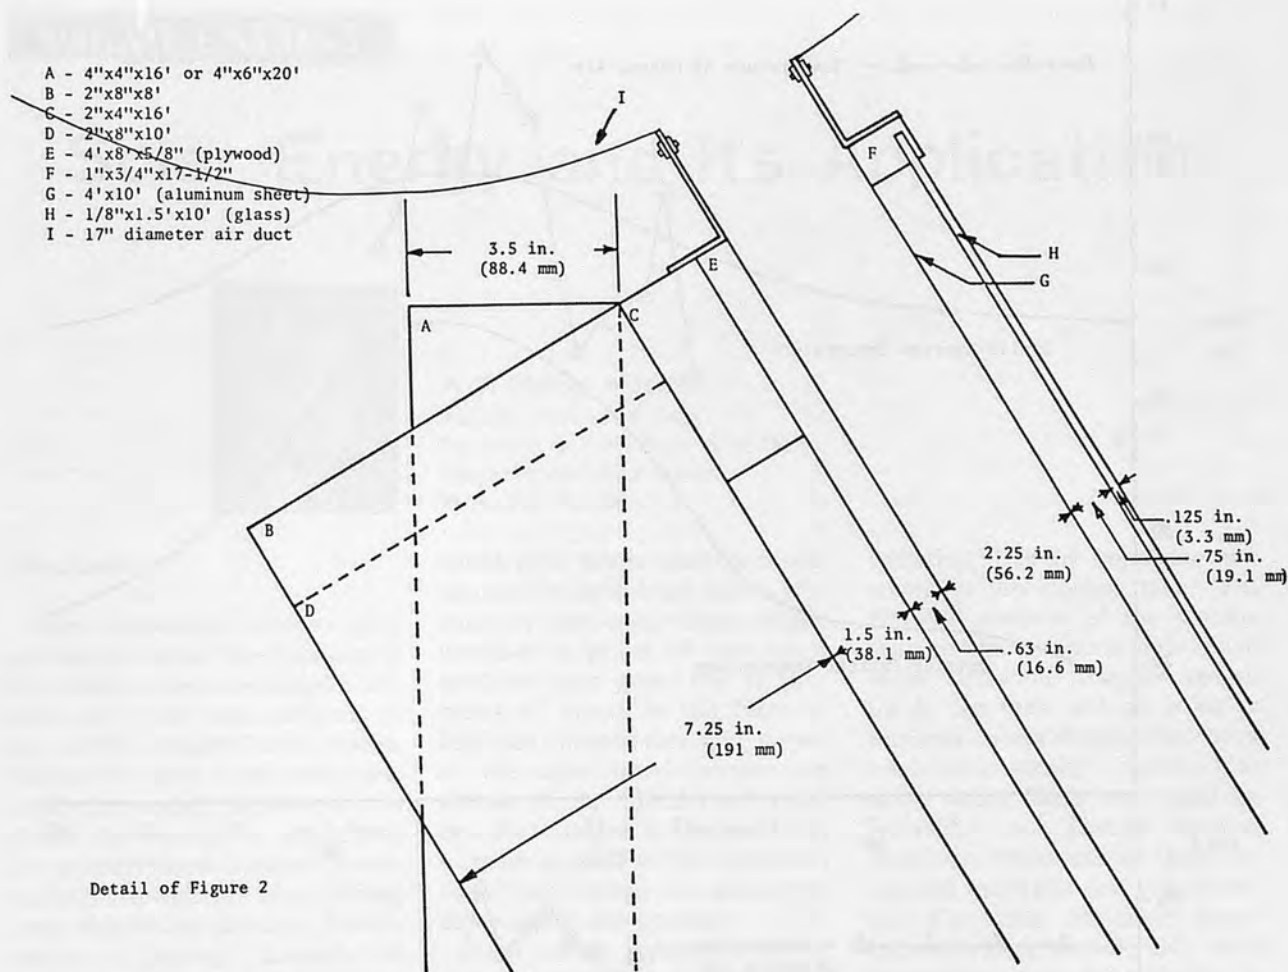 A - 4"x4"x16' or 4"x6"x20'
B - 2"x8"x8'
C - 2"x4"x16'
D - 2"x8"x10'
E - 4'x8'x5/8" (plywood)
F - 1"x3/4"x17-1/2"
G - 4'x10' (aluminum sheet)
H - 1/8"x1.5'x10' (glass)
I - 17" diameter air duct
I
F
3.5 in.
(88.4 mm)
E
H
G
A
C
B
D
.125 in.
(3.3 mm)
2.25 in.
(56.2 mm)
.75 in.
(19.1 mm)
1.5 in.
(38.1 mm)
.63 in.
(16.6 mm)
7.25 in.
(191 mm)
Detail of Figure 2